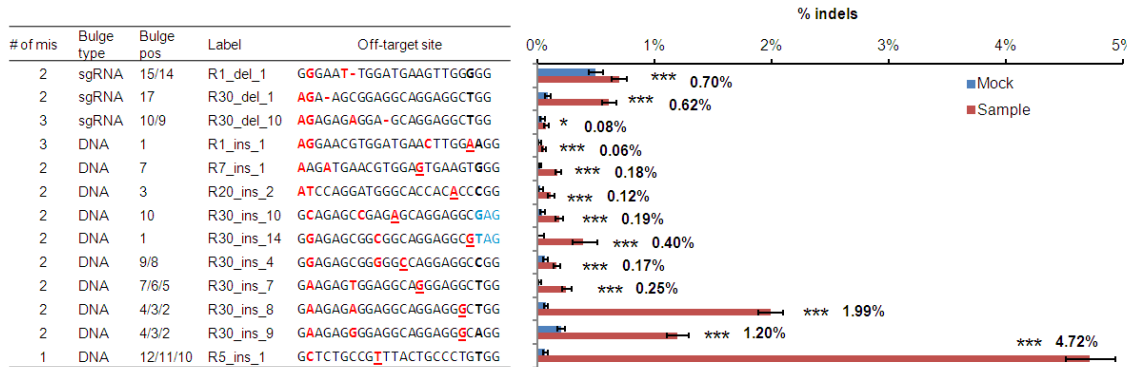 % indels
# of mis Bulge type Bulge pos Label Off-target site 0% 1% 2% 3% 4% 5%
2 sgRNA 15/14 R1_del_1 GGGAAT-TGGATGAAGTTGGGGG *** 0.70%
2 sgRNA 17 R30_del_1 AGA-AGCGGAGGCAGGAGGCTGG *** 0.62%
3 sgRNA 10/9 R30_del_10 AGAGAGAGGA-GCAGGAGGCTGG * 0.08%
3 DNA 1 R1_ins_1 AGGAACGTGGATGAACTTGGAAGG *** 0.06%
2 DNA 7 R7_ins_1 AAGATGAACGTGGAGTGAAGTGGG *** 0.18%
2 DNA 3 R20_ins_2 ATCCAGGATGGGCACCACACCCGG *** 0.12%
2 DNA 10 R30_ins_10 GCAGAGCCGAGAGCAGGAGGCGAG *** 0.19%
2 DNA 1 R30_ins_14 GGAGAGCGGCGGCAGGAGGCGTAG *** 0.40%
2 DNA 9/8 R30_ins_4 GGAGAGCGGGGGCCAGGAGGCCGG *** 0.17%
2 DNA 7/6/5 R30_ins_7 GAAGAGTGGAGGCAGGGAGGCTGG *** 0.25%
2 DNA 4/3/2 R30_ins_8 GAAGAGAGGAGGCAGGAGGGCTGG *** 1.99%
2 DNA 4/3/2 R30_ins_9 GAAGAGGGGAGGCAGGAGGGCAGG *** 1.20%
1 DNA 12/11/10 R5_ins_1 GCTCTGCCGTTTACTGCCCTGTGG *** 4.72%
Mock
Sample